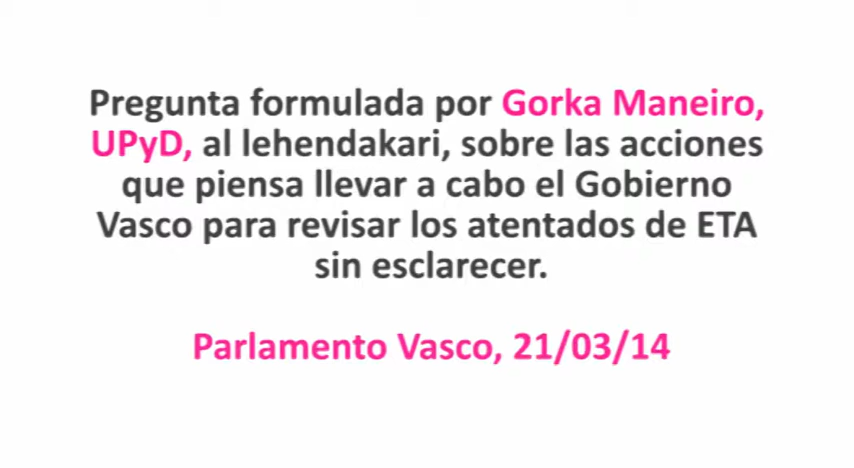 Pregunta formulada por Gorka Maneiro,
UPyD, al lehendakari, sobre las acciones
que piensa llevar a cabo el Gobierno
Vasco para revisar los atentados de ETA
sin esclarecer.
Parlamento Vasco, 21/03/14